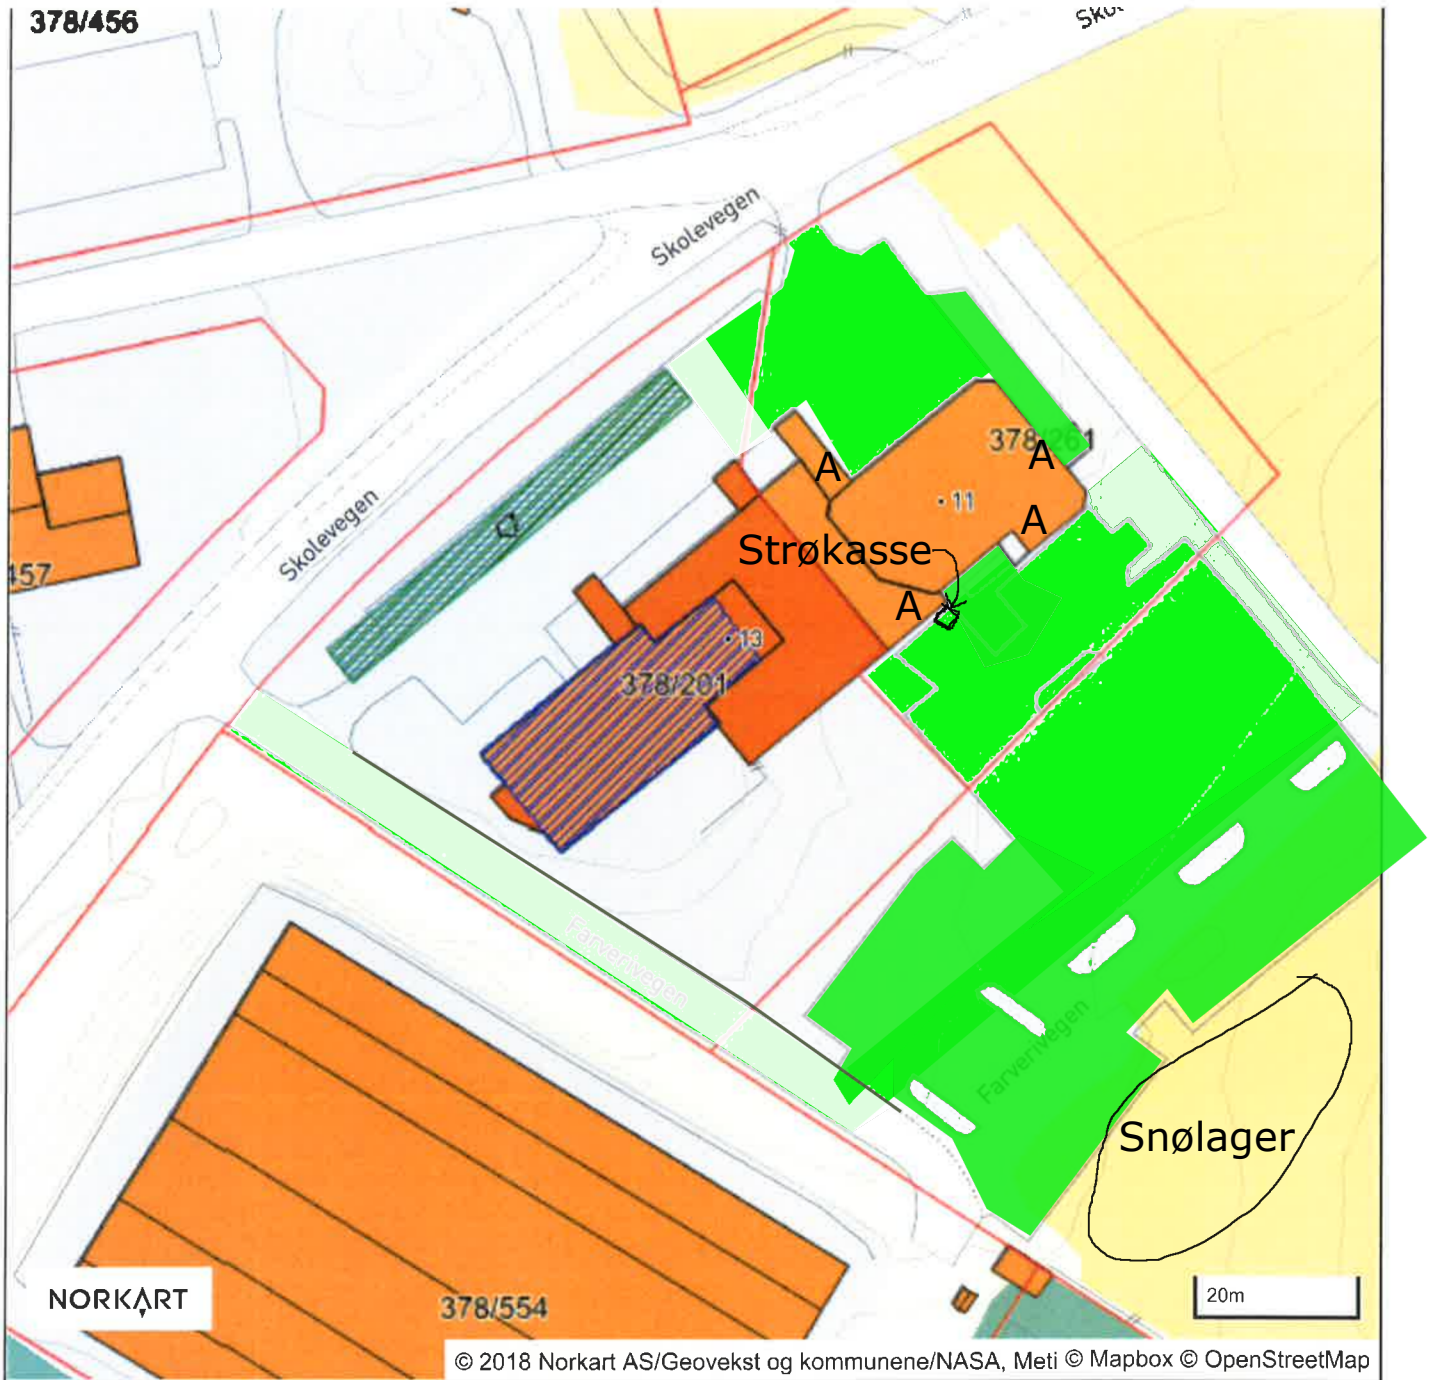 378/456
Skolevegen
Skolevegen
378/261
A
A
11
A
Strøkasse
457
A
13
378/201
Farverivegen
Farverivegen
Snølager
NORKART
378/554
20m
© 2018 Norkart AS/Geovekst og kommunene/NASA, Meti © Mapbox © OpenStreetMap